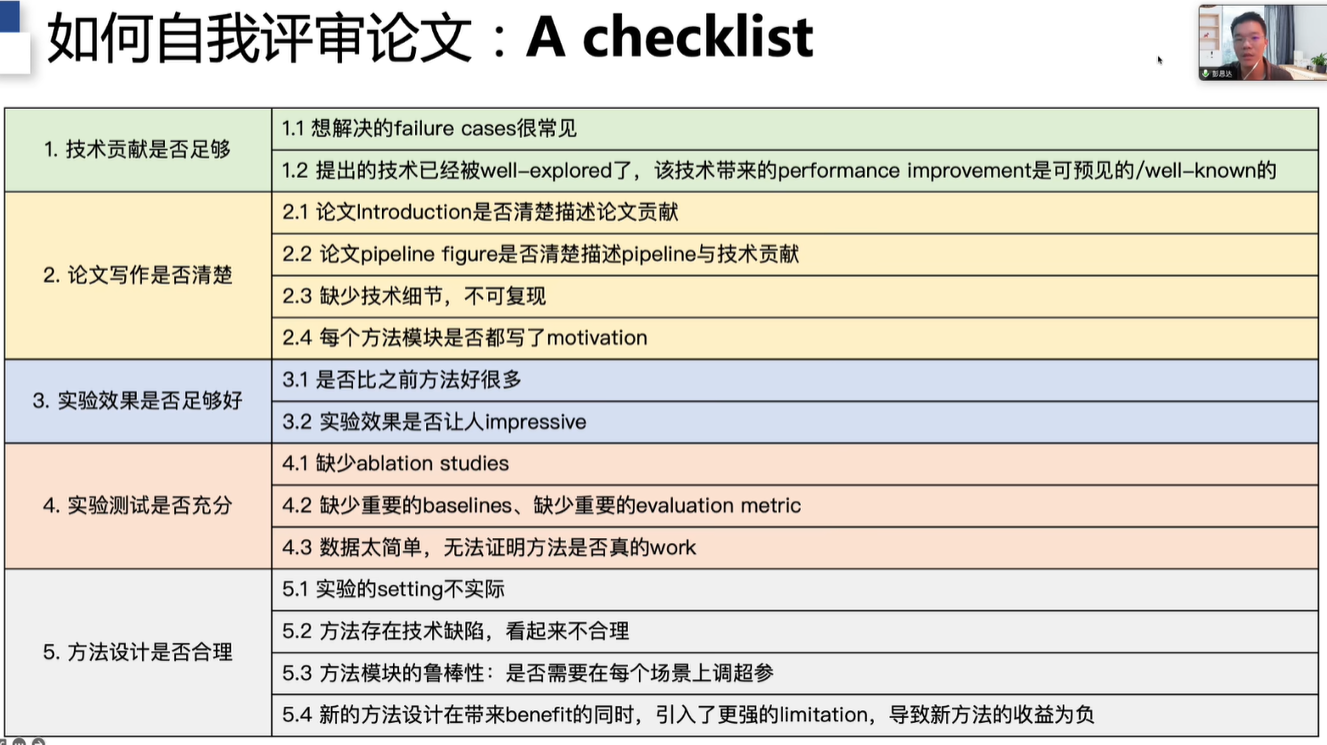 如何自我评审论文：A checklist
彭思达
1. 技术贡献是否足够
1.1 想解决的failure cases很常见
1.2 提出的技术已经被well-explored了，该技术带来的performance improvement是可预见的/well-known的
2. 论文写作是否清楚
2.1 论文Introduction是否清楚描述论文贡献
2.2 论文pipeline figure是否清楚描述pipeline与技术贡献
2.3 缺少技术细节，不可复现
2.4 每个方法模块是否都写了motivation
3. 实验效果是否足够好
3.1 是否比之前方法好很多
3.2 实验效果是否让人impressive
4. 实验测试是否充分
4.1 缺少ablation studies
4.2 缺少重要的baselines、缺少重要的evaluation metric
4.3 数据太简单，无法证明方法是否真的work
5. 方法设计是否合理
5.1 实验的setting不实际
5.2 方法存在技术缺陷，看起来不合理
5.3 方法模块的鲁棒性：是否需要在每个场景上调超参
5.4 新的方法设计在带来benefit的同时，引入了更强的limitation，导致新方法的收益为负